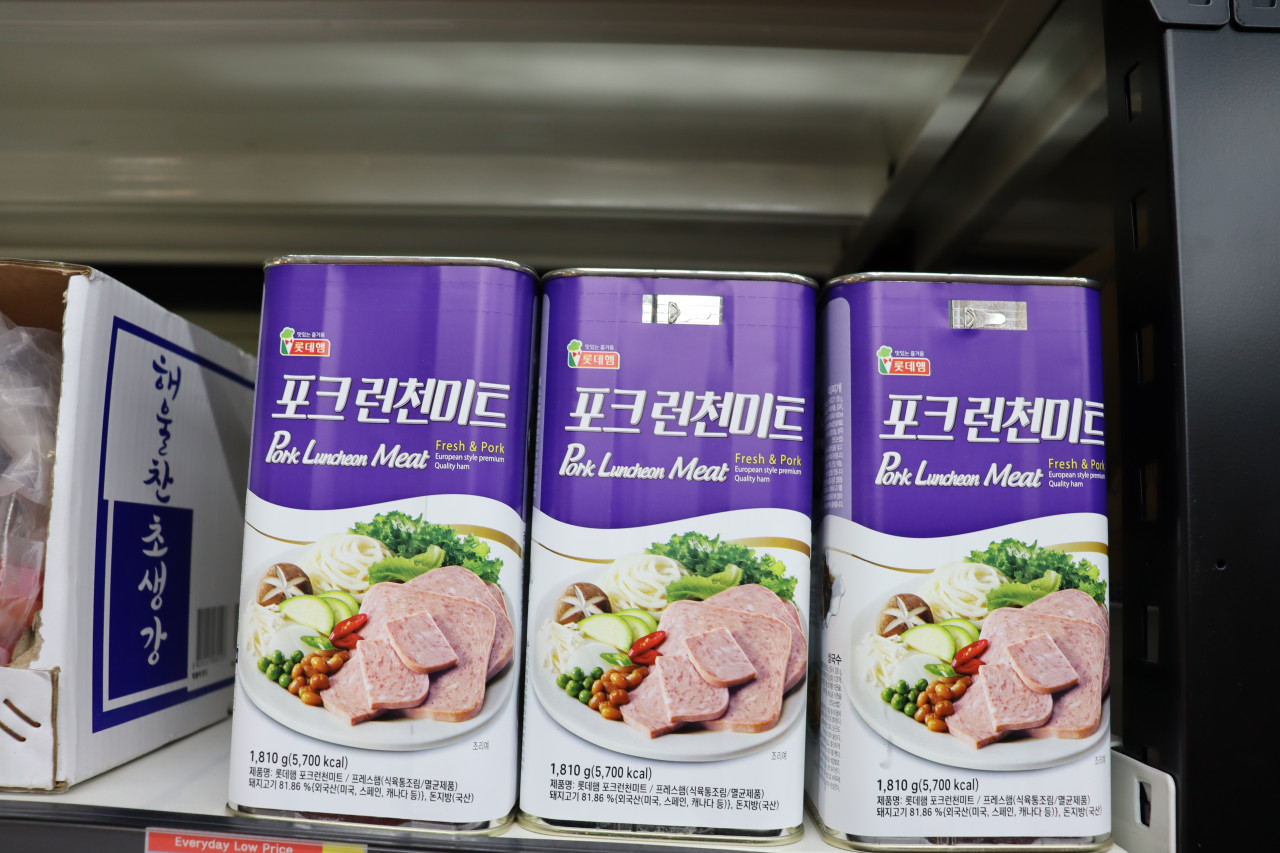 해울찬
초생강
맛있는 즐거움
롯데햄
포크 런천미트
Pork Luncheon Meat
Fresh & Pork
European style premium
Quality ham
조리예
1,810 g(5,700 kcal)
제품명: 롯데햄 포크런천미트 / 프레스햄(식육통조림/멸균제품)
돼지고기 81.86 %{외국산(미국, 스페인, 캐나다 등)}, 돈지방(국산)
맛있는 즐거움
롯데햄
포크 런천미트
Pork Luncheon Meat
Fresh & Pork
European style premium
Quality ham
조리예
1,810 g(5,700 kcal)
제품명: 롯데햄 포크런천미트 / 프레스햄(식육통조림/멸균제품)
돼지고기 81.86 %{외국산(미국, 스페인, 캐나다 등)}, 돈지방(국산)
맛있는 즐거움
롯데햄
포크 런천미트
Pork Luncheon Meat
Fresh & Pork
European style premium
Quality ham
조리예
1,810 g(5,700 kcal)
제품명: 롯데햄 포크런천미트 / 프레스햄(식육통조림/멸균제품)
돼지고기 81.86 %{외국산(미국, 스페인, 캐나다 등)}, 돈지방(국산)
Everyday Low Price